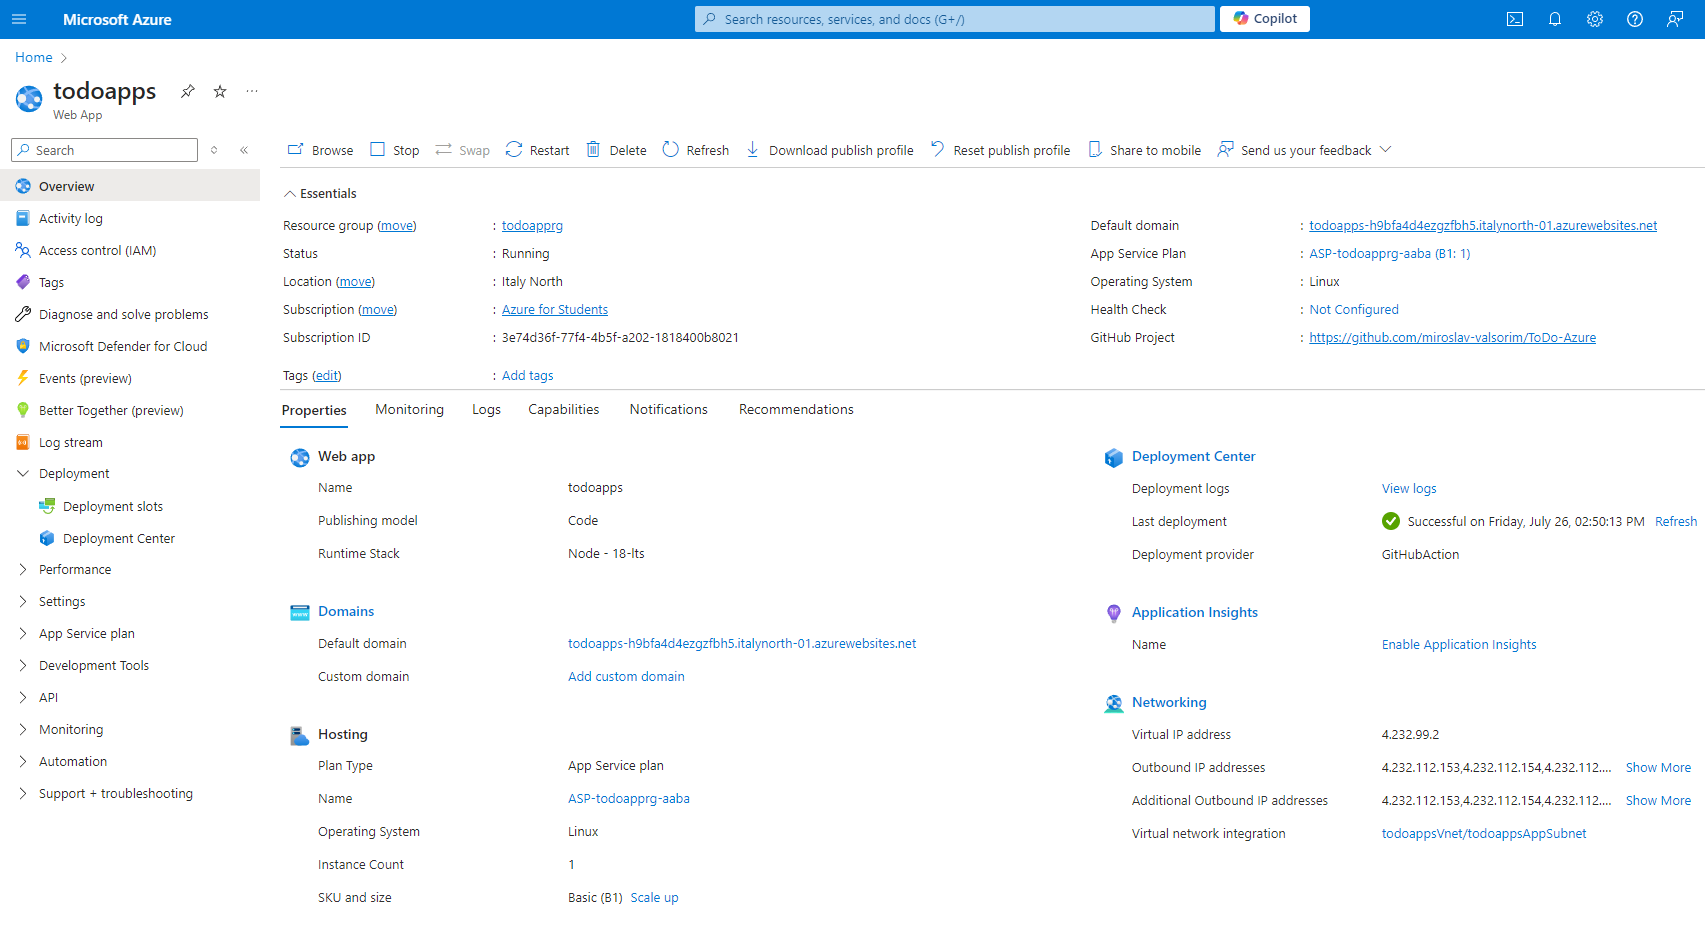 Microsoft Azure
Search resources, services, and docs (G+/)
Copilot
Home
todoapps
Web App
Search
Overview
Activity log
Access control (IAM)
Tags
Diagnose and solve problems
Microsoft Defender for Cloud
Events (preview)
Better Together (preview)
Log stream
Deployment
Deployment slots
Deployment Center
Performance
Settings
App Service plan
Development Tools
API
Monitoring
Automation
Support + troubleshooting
Browse Stop Swap Restart Delete Refresh Download publish profile Reset publish profile Share to mobile Send us your feedback
Essentials
Resource group (move) : todoapprg
Status : Running
Location (move) : Italy North
Subscription (move) : Azure for Students
Subscription ID : 3e74d36f-77f4-4b5f-a202-1818400b8021
Tags (edit) : Add tags
Default domain : todoapps-h9bfa4d4ezgzfbh5.italynorth-01.azurewebsites.net
App Service Plan : ASP-todoapprg-aaba (B1: 1)
Operating System : Linux
Health Check : Not Configured
GitHub Project : https://github.com/miroslav-valsorim/ToDo-Azure
Properties Monitoring Logs Capabilities Notifications Recommendations
Web app
Name todoapps
Publishing model Code
Runtime Stack Node - 18-lts
Domains
Default domain todoapps-h9bfa4d4ezgzfbh5.italynorth-01.azurewebsites.net
Custom domain Add custom domain
Hosting
Plan Type App Service plan
Name ASP-todoapprg-aaba
Operating System Linux
Instance Count 1
SKU and size Basic (B1) Scale up
Deployment Center
Deployment logs View logs
Last deployment Successful on Friday, July 26, 02:50:13 PM Refresh
Deployment provider GitHubAction
Application Insights
Name Enable Application Insights
Networking
Virtual IP address 4.232.99.2
Outbound IP addresses 4.232.112.153,4.232.112.154,4.232.112.... Show More
Additional Outbound IP addresses 4.232.112.153,4.232.112.154,4.232.112.... Show More
Virtual network integration todoappsVnet/todoappsAppSubnet